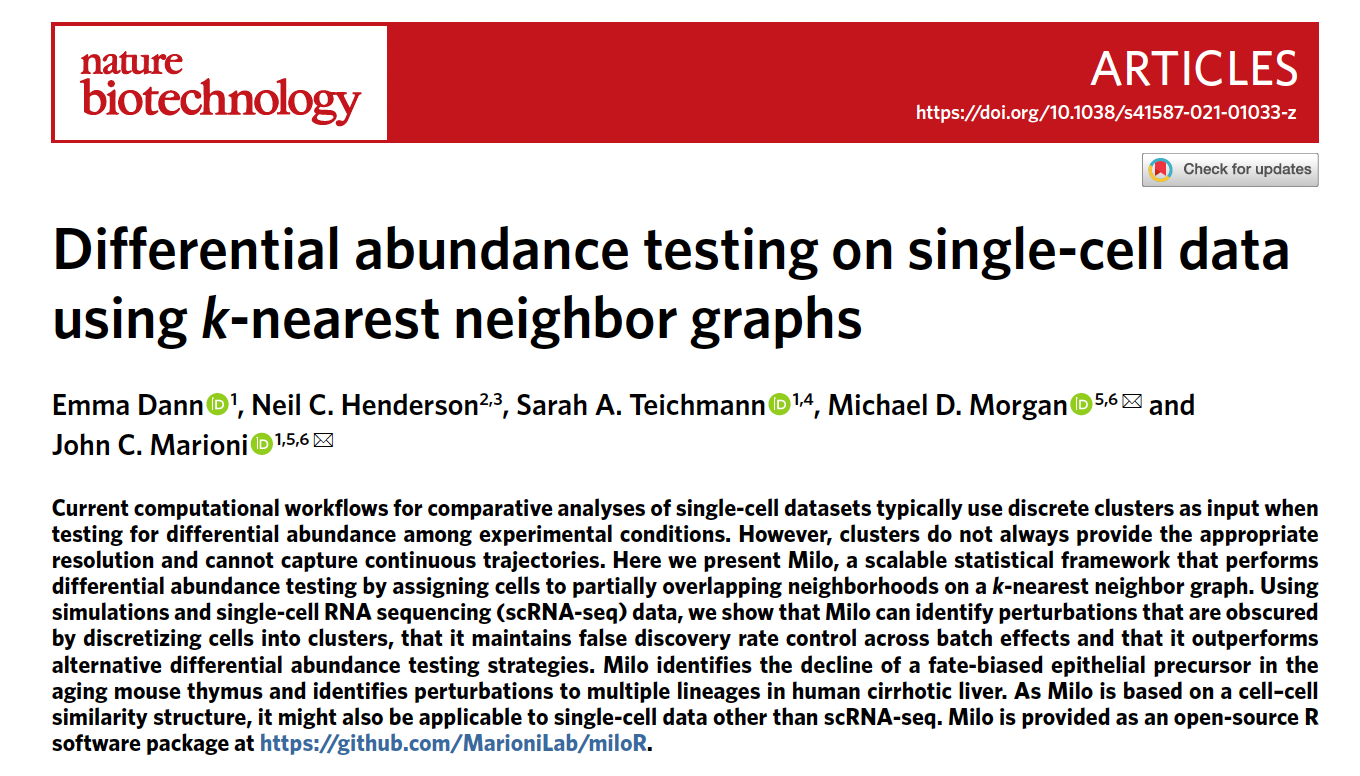 nature
biotechnology
ARTICLES
https://doi.org/10.1038/s41587-021-01033-z
Check for updates
Differential abundance testing on single-cell data
using k-nearest neighbor graphs
Emma Dann iD 1, Neil C. Henderson2,3, Sarah A. Teichmann iD 1,4, Michael D. Morgan iD 5,6 ✉ and
John C. Marioni iD 1,5,6 ✉
Current computational workflows for comparative analyses of single-cell datasets typically use discrete clusters as input when
testing for differential abundance among experimental conditions. However, clusters do not always provide the appropriate
resolution and cannot capture continuous trajectories. Here we present Milo, a scalable statistical framework that performs
differential abundance testing by assigning cells to partially overlapping neighborhoods on a k-nearest neighbor graph. Using
simulations and single-cell RNA sequencing (scRNA-seq) data, we show that Milo can identify perturbations that are obscured
by discretizing cells into clusters, that it maintains false discovery rate control across batch effects and that it outperforms
alternative differential abundance testing strategies. Milo identifies the decline of a fate-biased epithelial precursor in the
aging mouse thymus and identifies perturbations to multiple lineages in human cirrhotic liver. As Milo is based on a cell–cell
similarity structure, it might also be applicable to single-cell data other than scRNA-seq. Milo is provided as an open-source R
software package at https://github.com/MarioniLab/miloR.